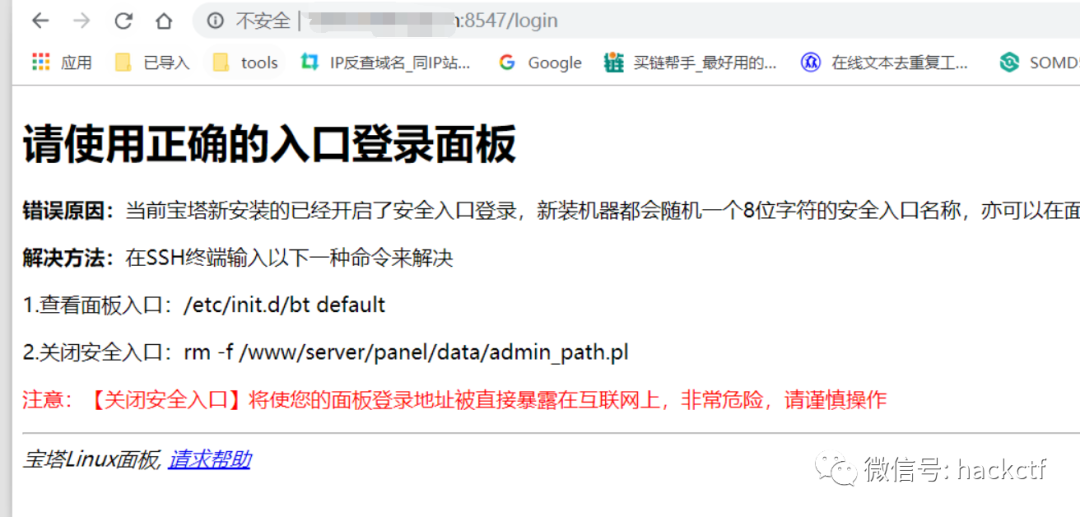 不安全 | n:8547/login
应用 已导入 tools IP反查域名_同IP站... Google 买链帮手_最好用的... 在线文本去重复工... SOMD
请使用正确的入口登录面板
错误原因：当前宝塔新安装的已经开启了安全入口登录，新装机器都会随机一个8位字符的安全入口名称，亦可以在面
解决方法：在SSH终端输入以下一种命令来解决
1.查看面板入口：/etc/init.d/bt default
2.关闭安全入口：rm -f /www/server/panel/data/admin_path.pl
注意：【关闭安全入口】将使您的面板登录地址被直接暴露在互联网上，非常危险，请谨慎操作
宝塔Linux面板, 请求帮助
微信号: hackctf